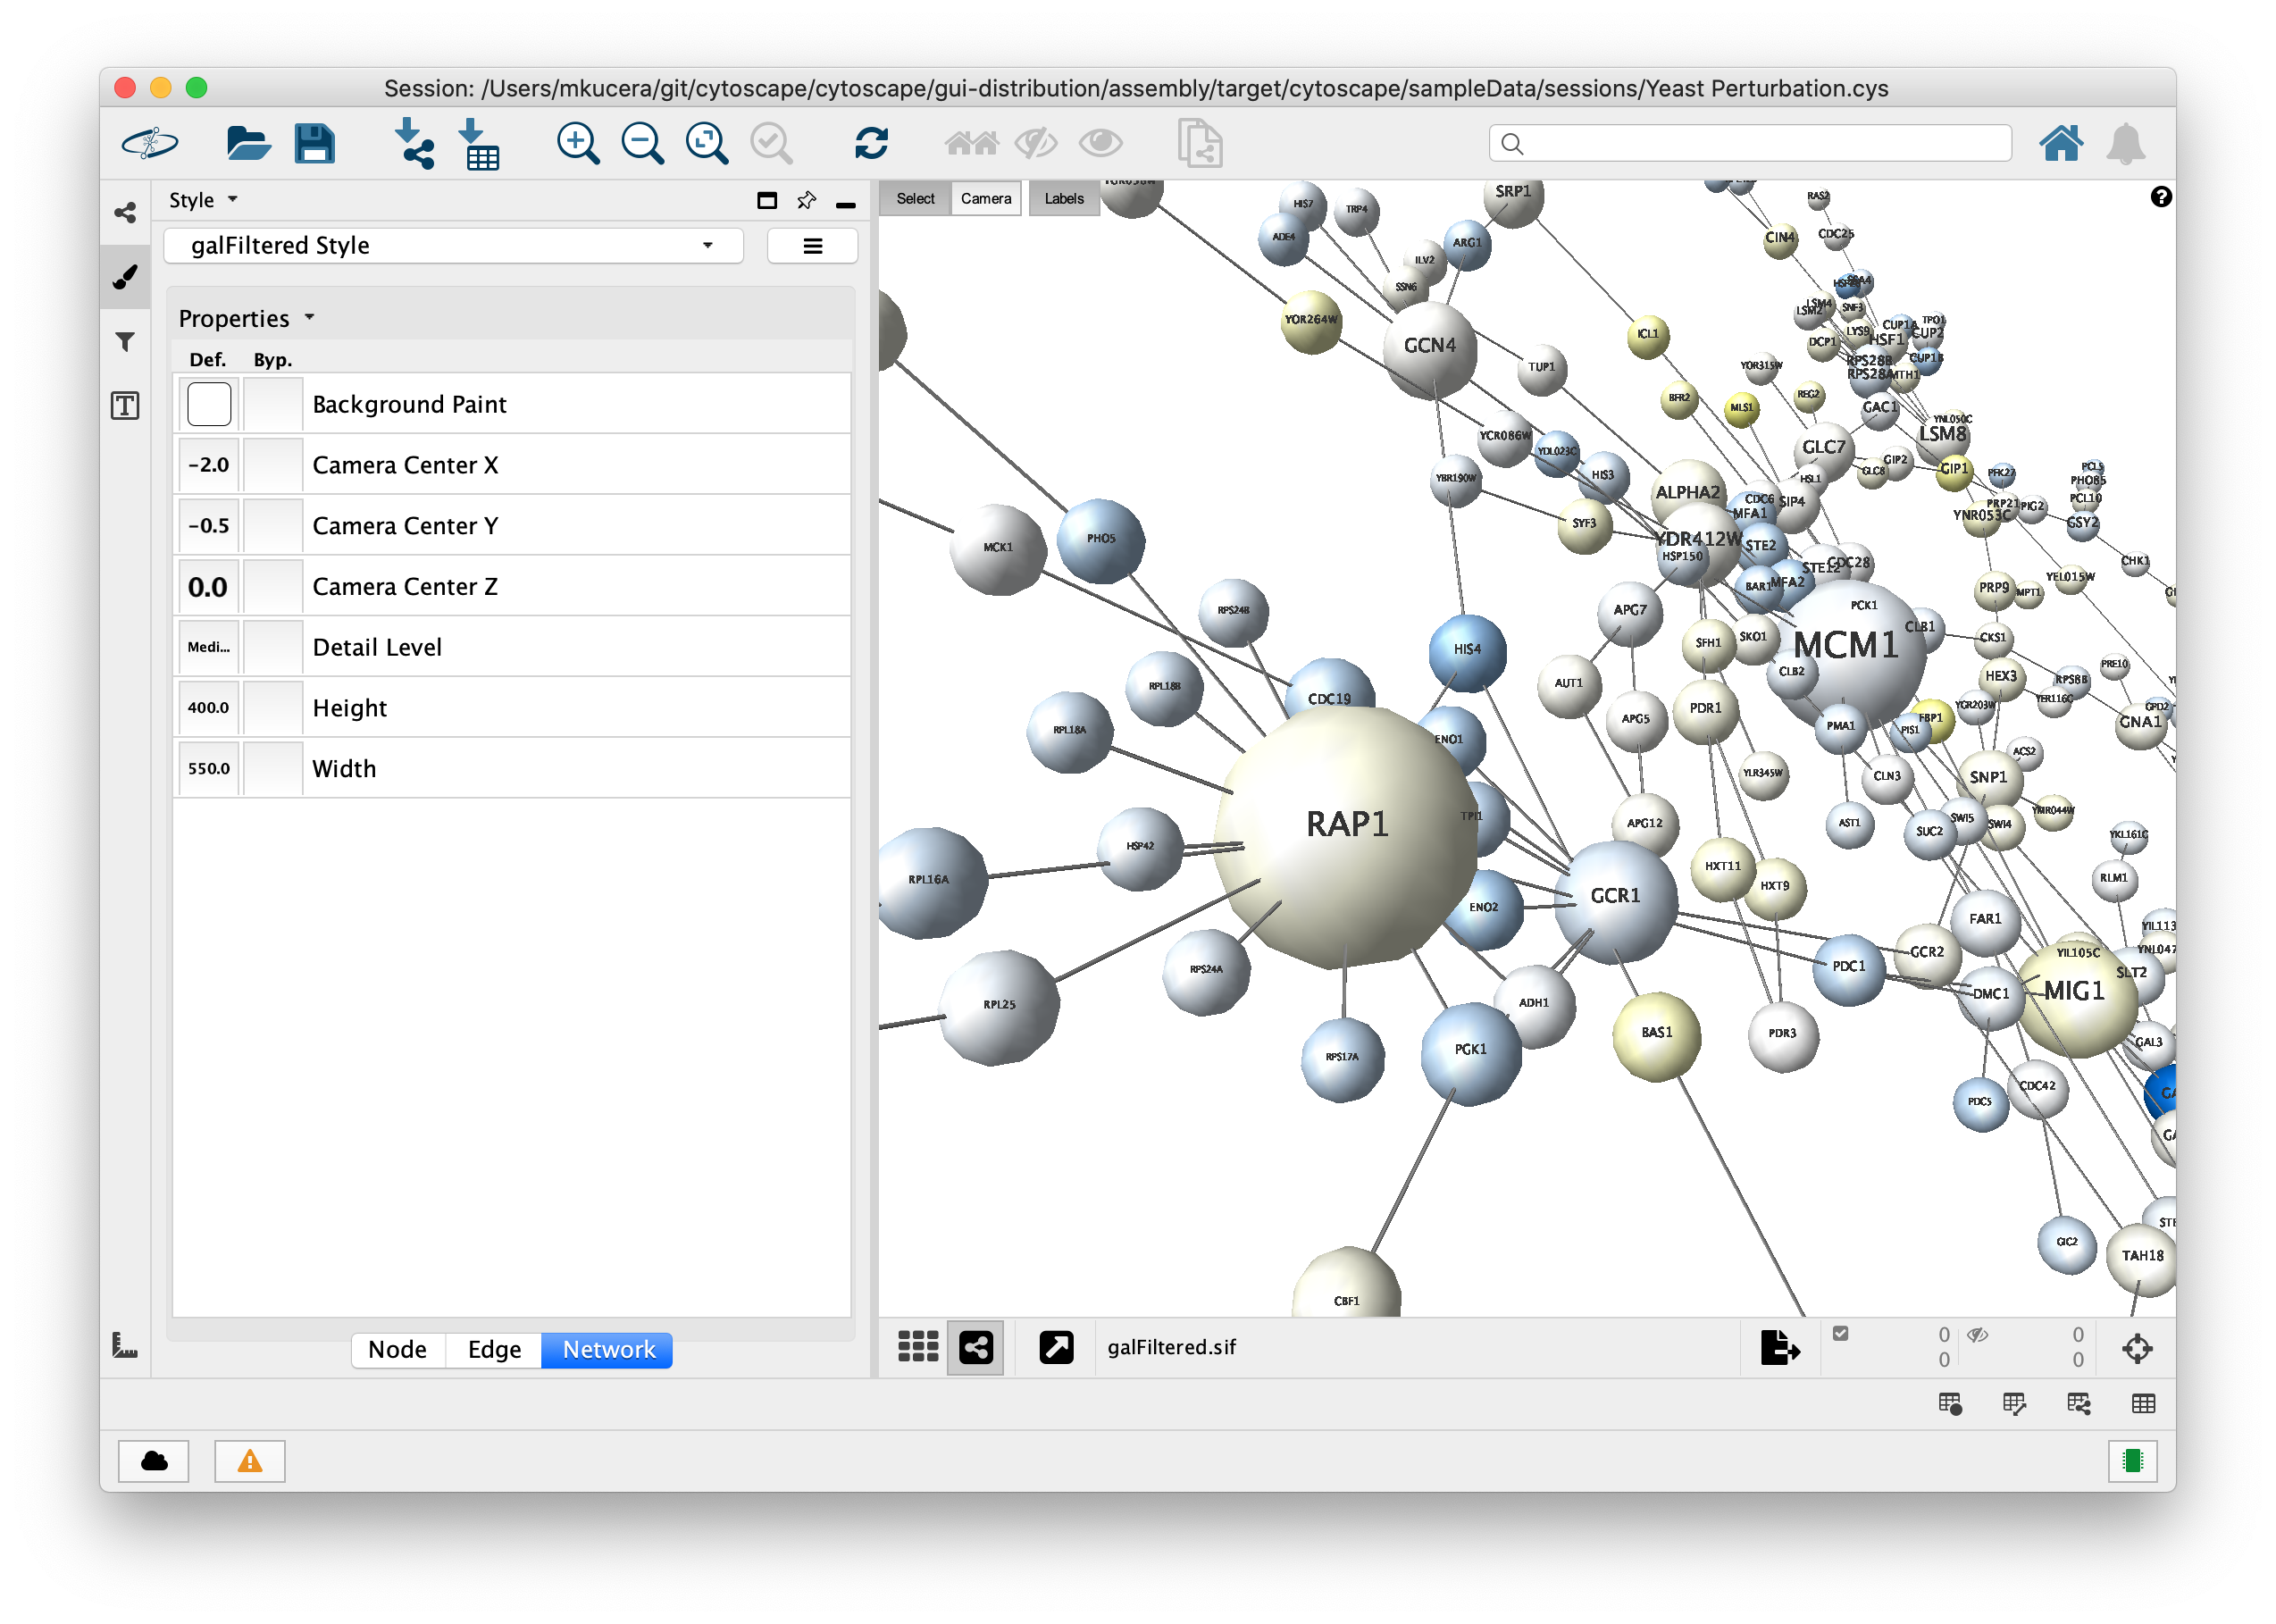 Session: /Users/mkucera/git/cytoscape/cytoscape/gui-distribution/assembly/target/cytoscape/sampleData/sessions/Yeast Perturbation.cys
Style
galFiltered Style
Properties
Def. Byp.
Background Paint
-2.0 Camera Center X
-0.5 Camera Center Y
0.0 Camera Center Z
Medi... Detail Level
400.0 Height
550.0 Width
Node Edge Network
Select Camera Labels
SRP1
HIS7
TRP4
ADE4
ARG1
ILV2
SSN6
YOR264W
GCN4
TUP1
ICL1
CIN4
RAS2
CDC25
LSM4
LSM2
SNF3
TPO1
LYS9
CUP1A
CUP2
DCP1
HSF1
CUP1B
RPS28B
RPS28A
YOR315W
BFR2
MLS1
REG2
GAC1
YNL050C
LSM8
GLC7
GIP2
GLC8
GIP1
HSL1
PFK27
PCL5
PHO85
PCL10
PRP21
PIG2
YNR053C
GSY2
CHK1
YCR086W
YDL023C
HIS3
YBR190W
SYF3
ALPHA2
CDC6
MFA1
SIP4
YDR412W
HSP150
STE2
STE12
CDC28
BAR1
MFA2
PRP9
MPT1
YEL015W
MCK1
PHO5
RPS24B
HIS4
APG7
SFH1
SKO1
PCK1
MCM1
CLB1
CLB2
CKS1
HEX3
RPS8B
PRE10
YER116C
YGR203W
GPD2
GNA1
RPL18B
RPL18A
CDC19
ENO1
AUT1
APG5
PDR1
PMA1
PIS1
FBP1
ACS2
SNP1
YLR345W
CLN3
RAP1
TPI1
APG12
AST1
SUC2
SWI5
SWI4
YMR044W
YKL161C
HSP42
RPL16A
HXT11
HXT9
RLM1
ENO2
GCR1
FAR1
YIL113
YNL047
GCR2
YIL105C
SLT2
PDC1
DMC1
MIG1
RPS24A
RPL25
ADH1
BAS1
PDR3
GAL3
PGK1
RPS17A
CDC42
PDC5
GIC2
TAH18
CBF1
galFiltered.sif
0 0
0 0